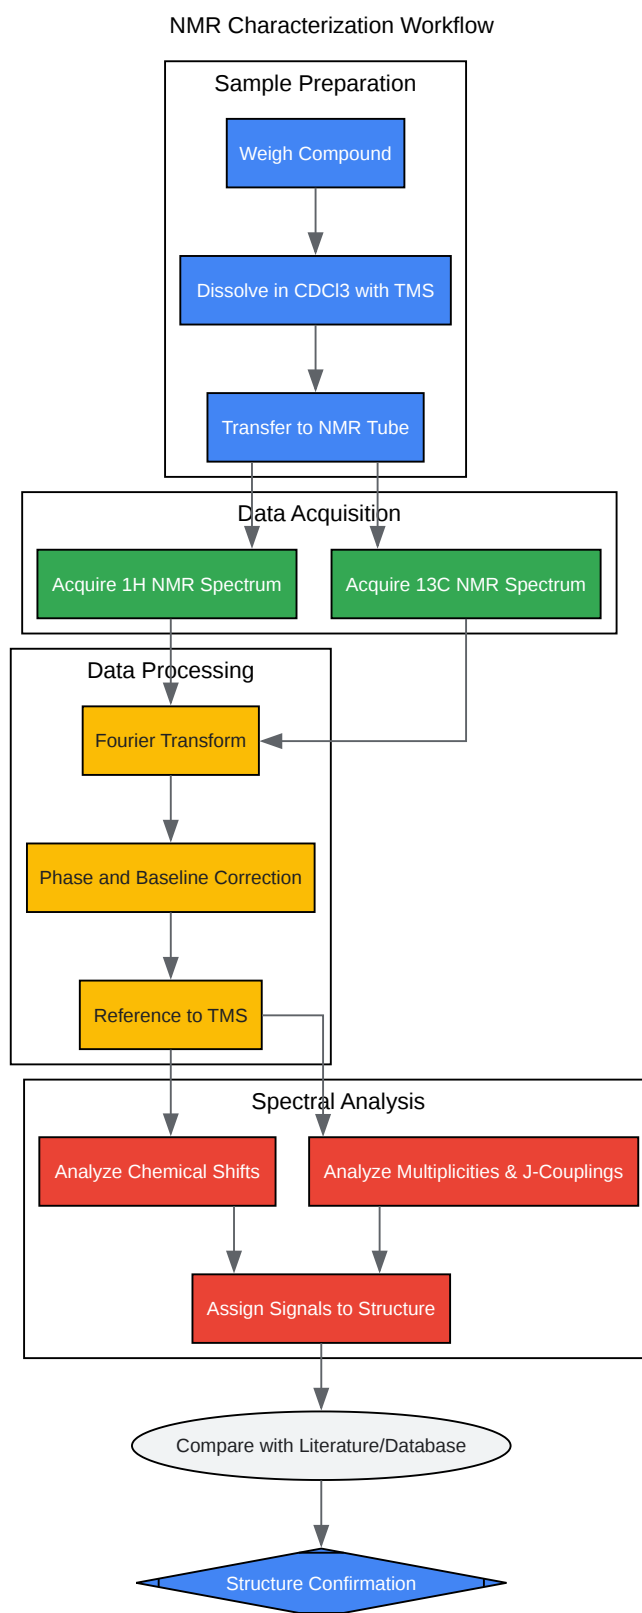 NMR Characterization Workflow
Sample Preparation
Weigh Compound
Dissolve in CDCl3 with TMS
Transfer to NMR Tube
Data Acquisition
Acquire 1H NMR Spectrum
Acquire 13C NMR Spectrum
Data Processing
Fourier Transform
Phase and Baseline Correction
Reference to TMS
Spectral Analysis
Analyze Chemical Shifts
Analyze Multiplicities & J-Couplings
Assign Signals to Structure
Compare with Literature/Database
Structure Confirmation